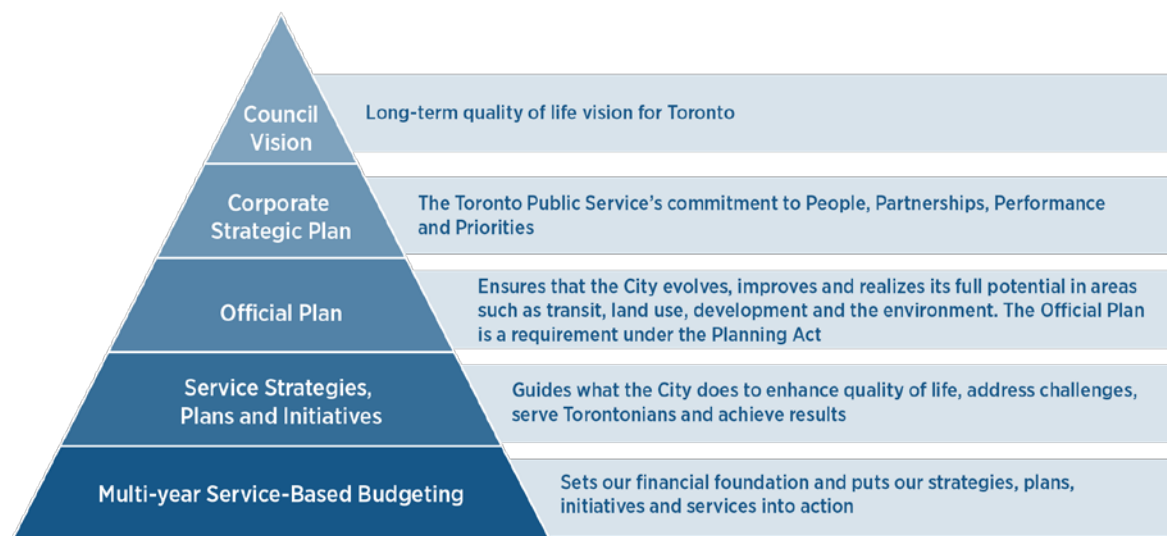 Council
Vision
Long-term quality of life vision for Toronto
Corporate
Strategic Plan
The Toronto Public Service's commitment to People, Partnerships, Performance
and Priorities
Official Plan
Ensures that the City evolves, improves and realizes its full potential in areas
such as transit, land use, development and the environment. The Official Plan
is a requirement under the Planning Act
Service Strategies,
Plans and Initiatives
Guides what the City does to enhance quality of life, address challenges,
serve Torontonians and achieve results
Multi-year Service-Based Budgeting
Sets our financial foundation and puts our strategies, plans,
initiatives and services into action